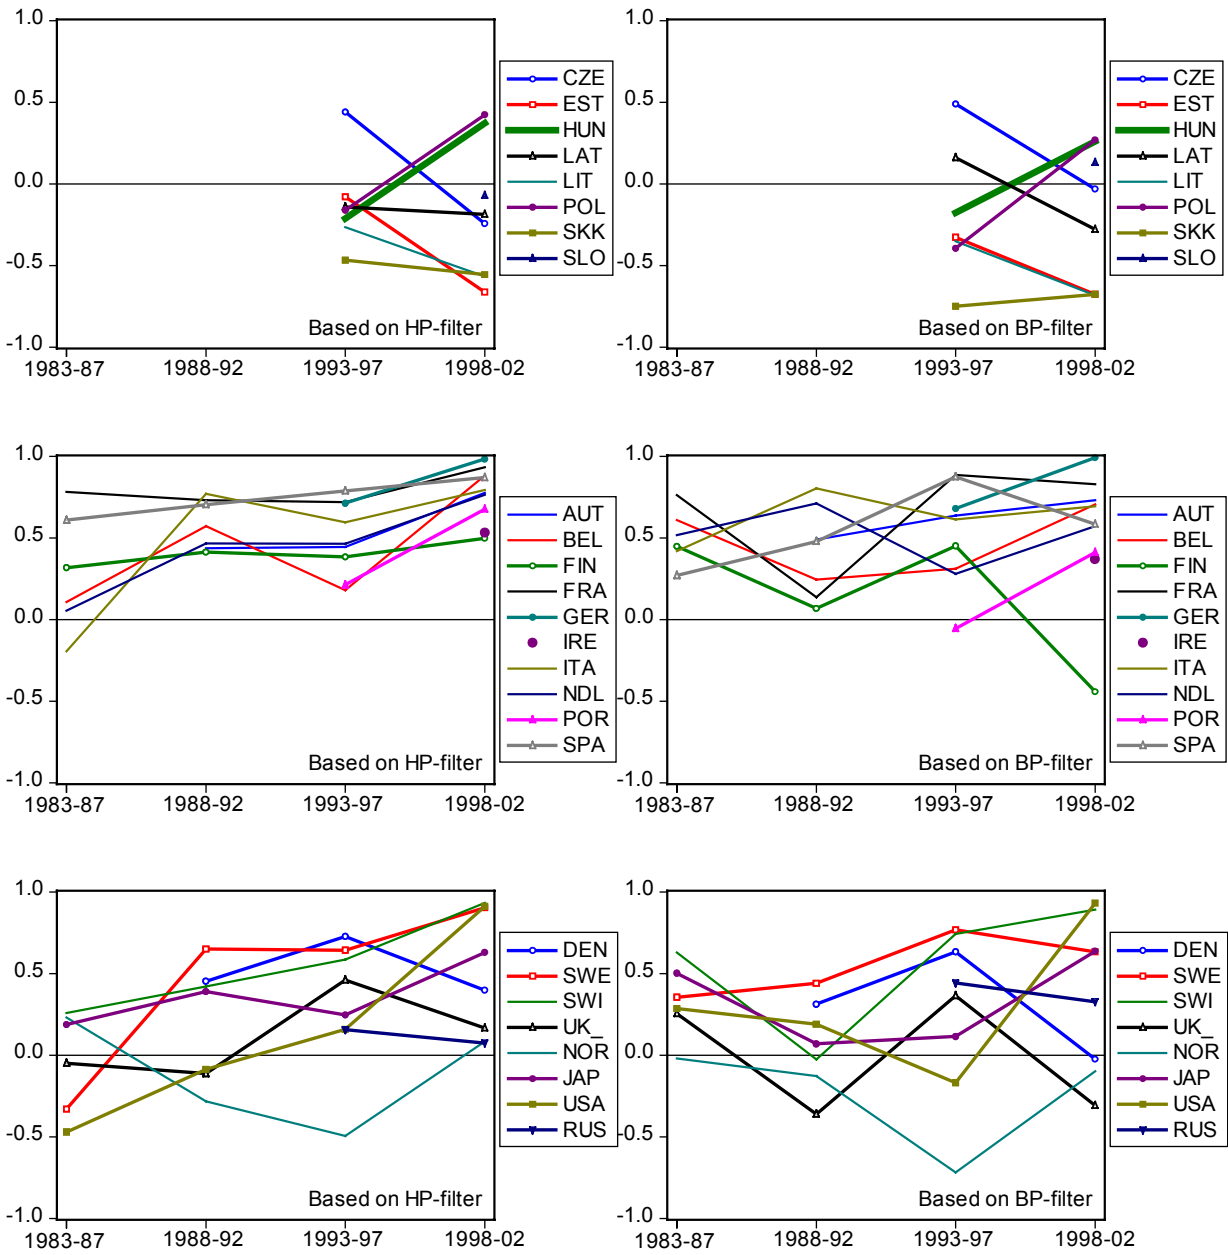 1.0
0.5
0.0
-0.5
-1.0
1983-87 1988-92 1993-97 1998-02
Based on HP-filter
CZE
EST
HUN
LAT
LIT
POL
SKK
SLO
1.0
0.5
0.0
-0.5
-1.0
1983-87 1988-92 1993-97 1998-02
Based on BP-filter
CZE
EST
HUN
LAT
LIT
POL
SKK
SLO
1.0
0.5
0.0
-0.5
-1.0
1983-87 1988-92 1993-97 1998-02
Based on HP-filter
AUT
BEL
FIN
FRA
GER
IRE
ITA
NDL
POR
SPA
1.0
0.5
0.0
-0.5
-1.0
1983-87 1988-92 1993-97 1998-02
Based on BP-filter
AUT
BEL
FIN
FRA
GER
IRE
ITA
NDL
POR
SPA
1.0
0.5
0.0
-0.5
-1.0
1983-87 1988-92 1993-97 1998-02
Based on HP-filter
DEN
SWE
SWI
UK_
NOR
JAP
USA
RUS
1.0
0.5
0.0
-0.5
-1.0
1983-87 1988-92 1993-97 1998-02
Based on BP-filter
DEN
SWE
SWI
UK_
NOR
JAP
USA
RUS